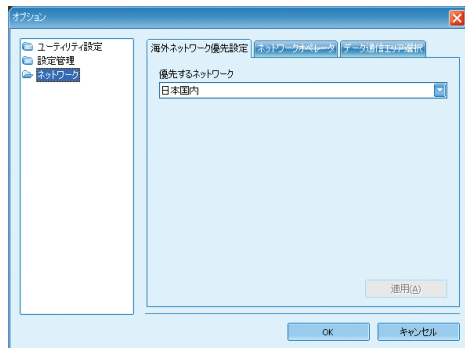 オプション
ユーティリティ設定
設定管理
ネットワーク
海外ネットワーク優先設定
ネットワークオペレータ
データ通信エリア選択
優先するネットワーク
日本国内
適用(A)
OK
キャンセル